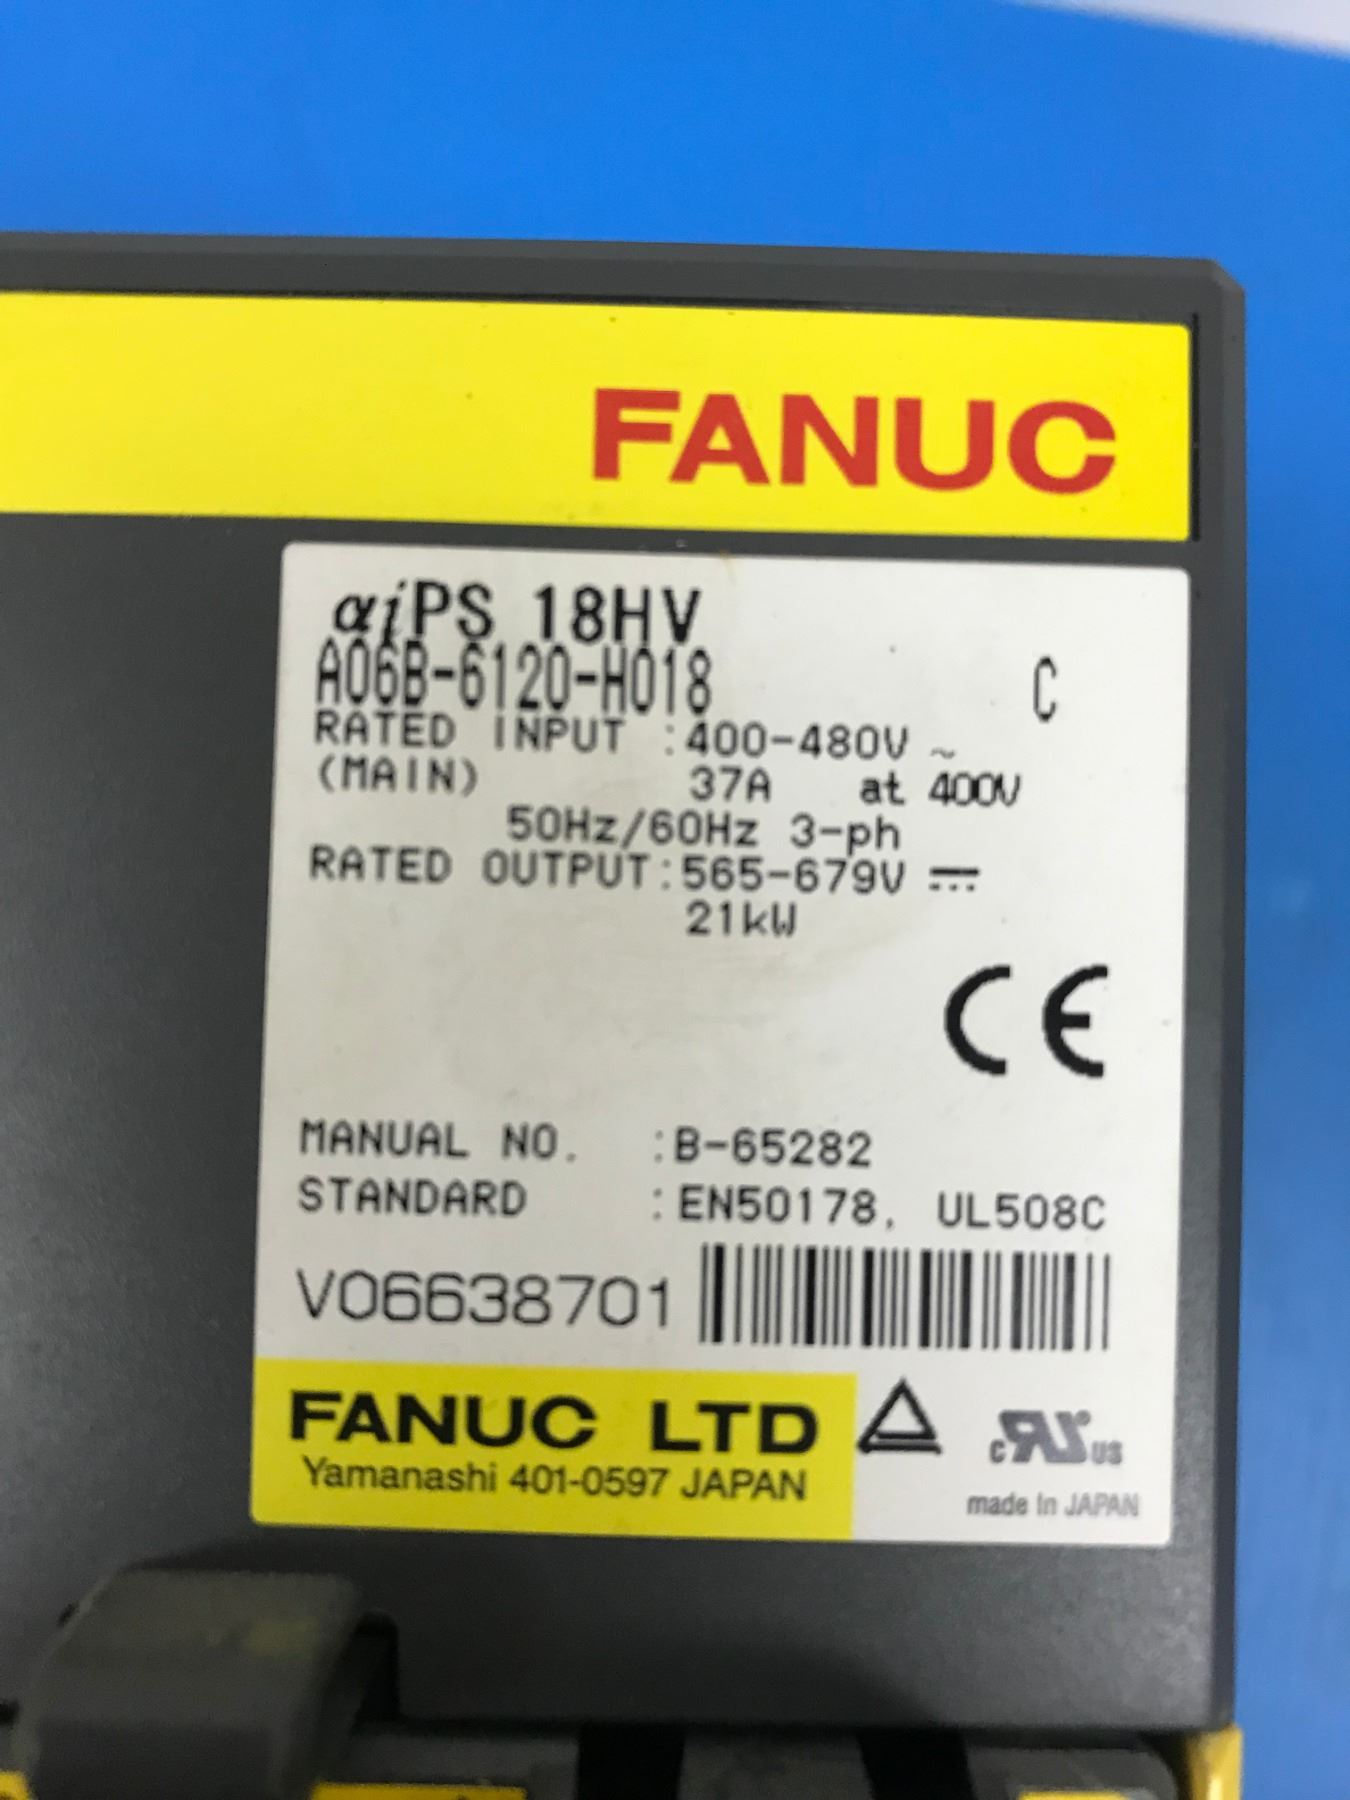 FANUC
αiPS 18HV
A06B-6120-H018 C
RATED INPUT :400-480V ~
(MAIN) 37A at 400V
50Hz/60Hz 3-ph
RATED OUTPUT:565-679V ⎓
21kW
CE
MANUAL NO. :B-65282
STANDARD :EN50178, UL508C
V06638701
FANUC LTD
Yamanashi 401-0597 JAPAN
c RU us
made in JAPAN